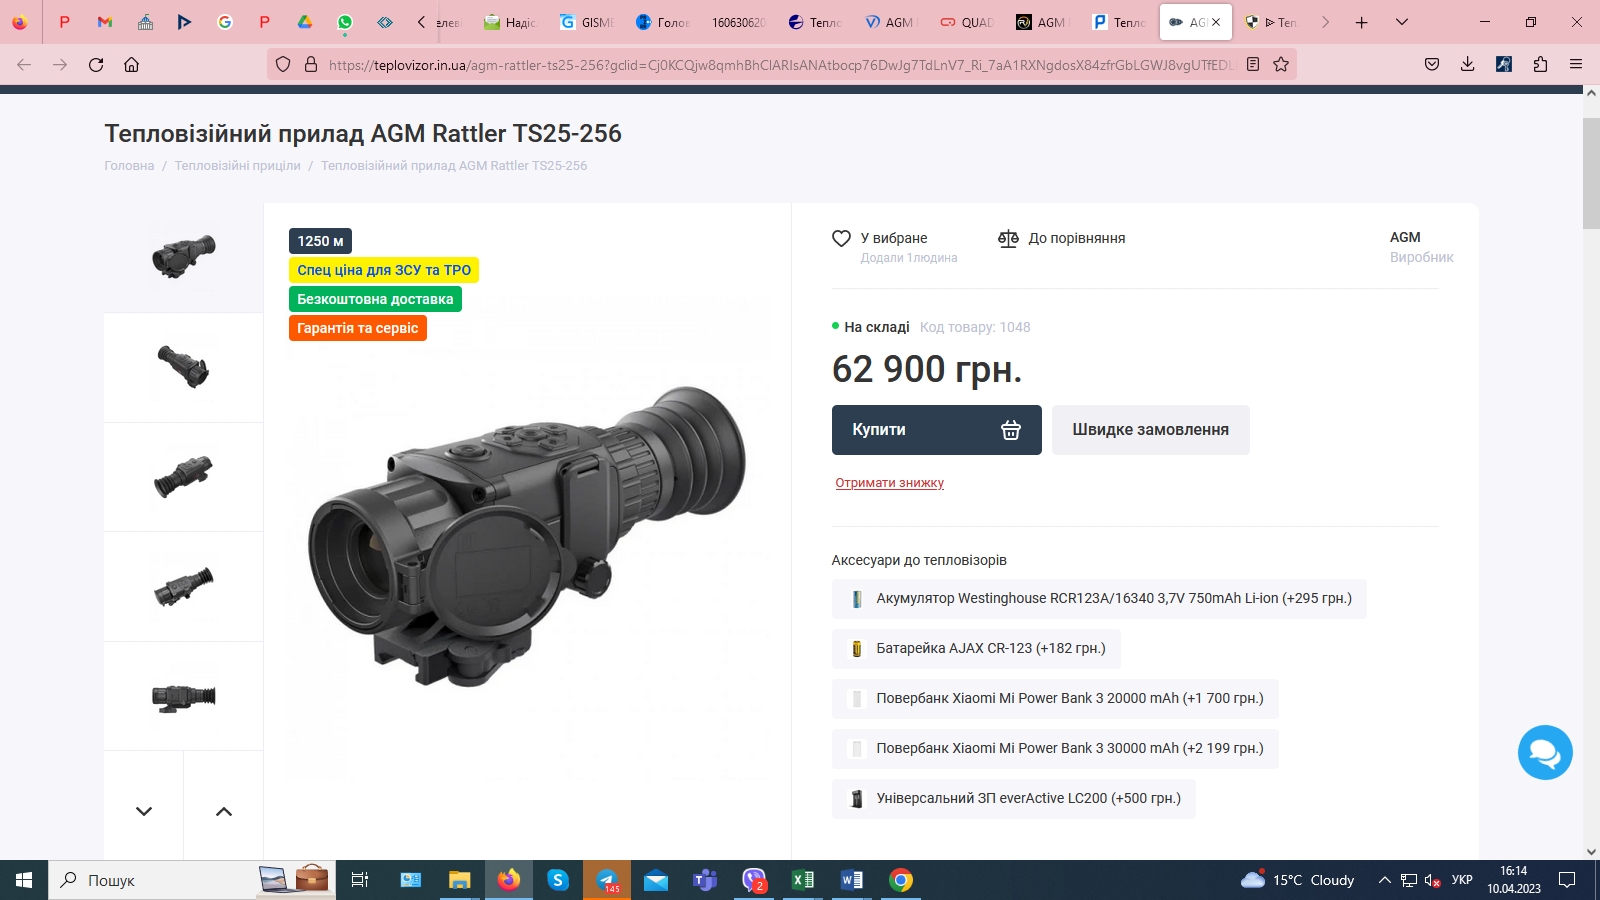 елеві
Надіс
GISME
Голов
160630620
Тепло
AGM
QUAD
AGM
Тепло
AG
Теп
https://teplovizor.in.ua/agm-rattler-ts25-256?gclid=Cj0KCQjw8qmhBhClARIsANAtbocp76DwJg7TdLnV7_Ri_7aA1RXNgdosX84zfrGbLGWJ8vgUTfEDL
Тепловізійний прилад AGM Rattler TS25-256
Головна / Тепловізійні приціли / Тепловізійний прилад AGM Rattler TS25-256
1250 м
Спец ціна для ЗСУ та ТРО
Безкоштовна доставка
Гарантія та сервіс
У вибране
Додали 1людина
До порівняння
AGM
Виробник
На складі Код товару: 1048
62 900 грн.
Купити
Швидке замовлення
Отримати знижку
Аксесуари до тепловізорів
Акумулятор Westinghouse RCR123A/16340 3,7V 750mAh Li-ion (+295 грн.)
Батарейка AJAX CR-123 (+182 грн.)
Повербанк Xiaomi Mi Power Bank 3 20000 mAh (+1 700 грн.)
Повербанк Xiaomi Mi Power Bank 3 30000 mAh (+2 199 грн.)
Універсальний ЗП everActive LC200 (+500 грн.)
Пошук
145
2
15°C Cloudy
УКР
16:14
10.04.2023